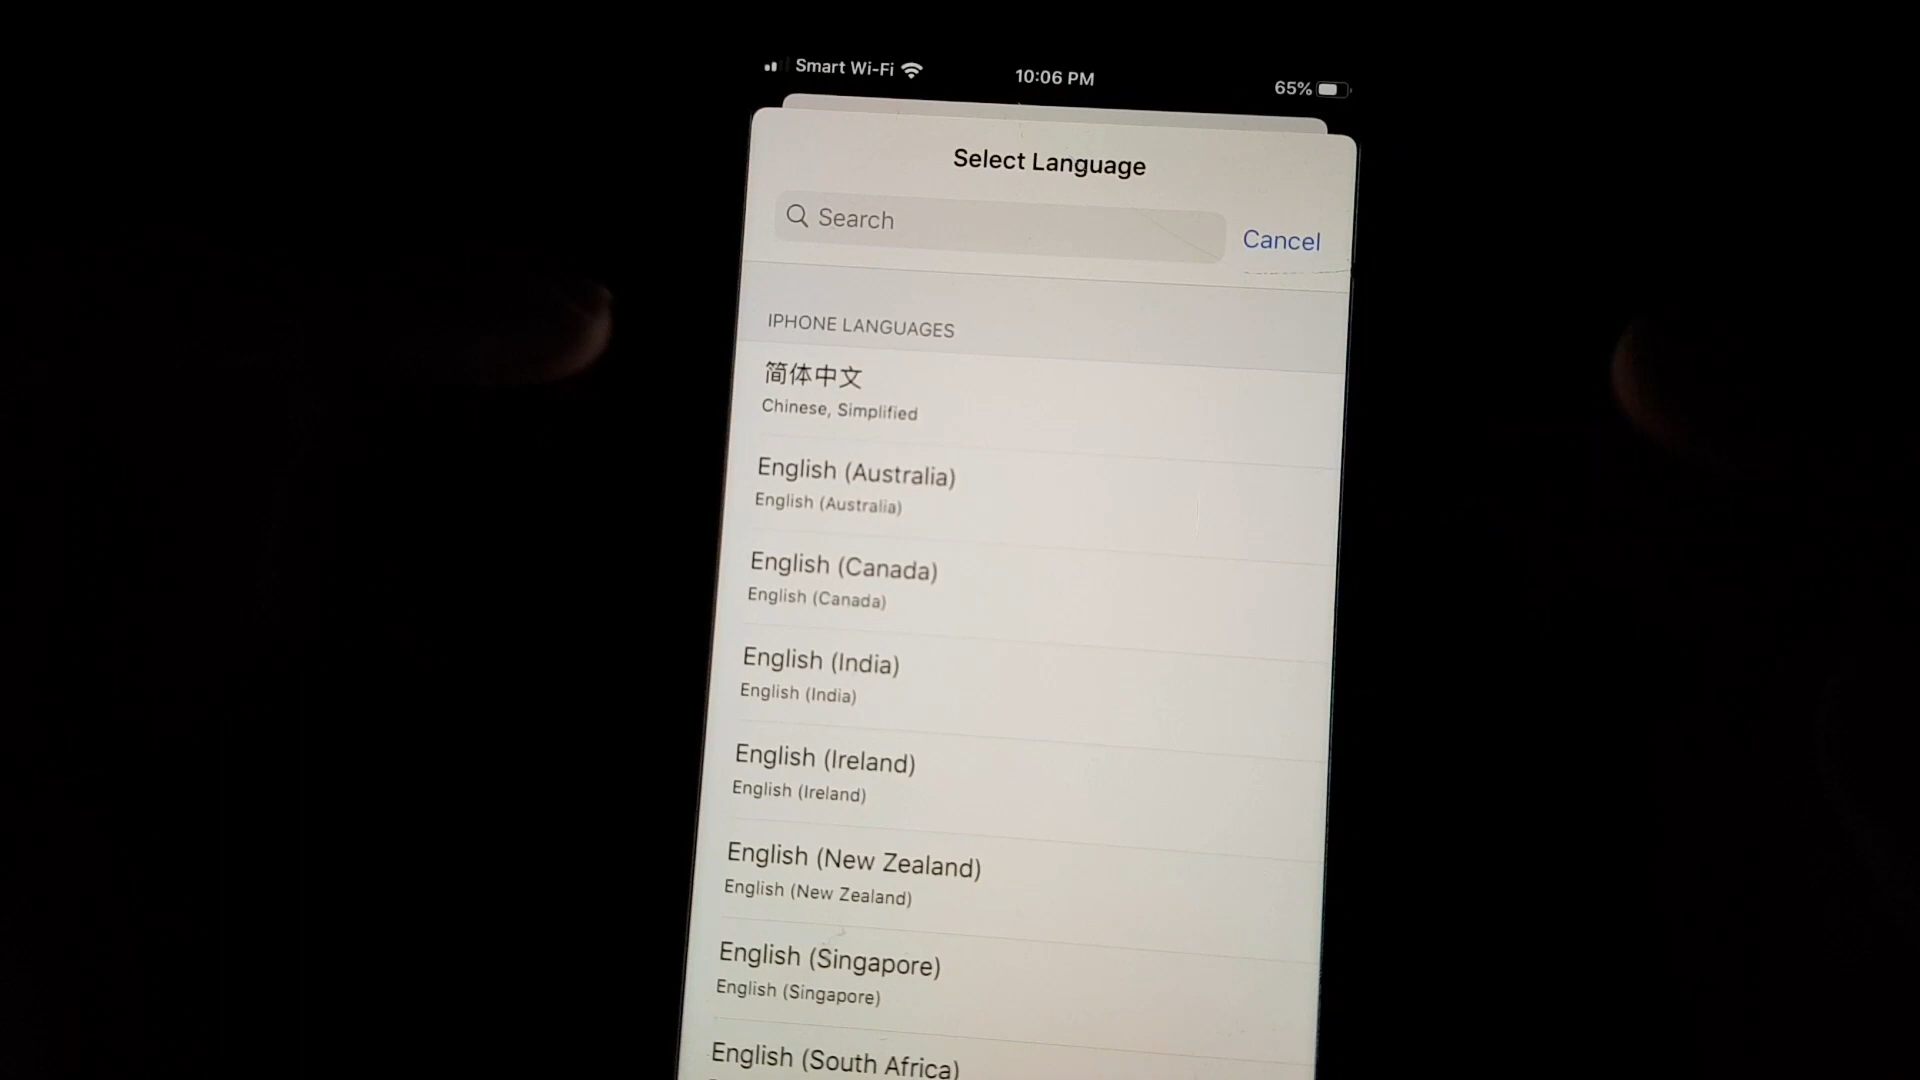 Smart Wi-Fi 10:06 PM 65%
Select Language
Search
Cancel
IPHONE LANGUAGES
简体中文
Chinese, Simplified
English (Australia)
English (Australia)
English (Canada)
English (Canada)
English (India)
English (India)
English (Ireland)
English (Ireland)
English (New Zealand)
English (New Zealand)
English (Singapore)
English (Singapore)
English (South Africa)